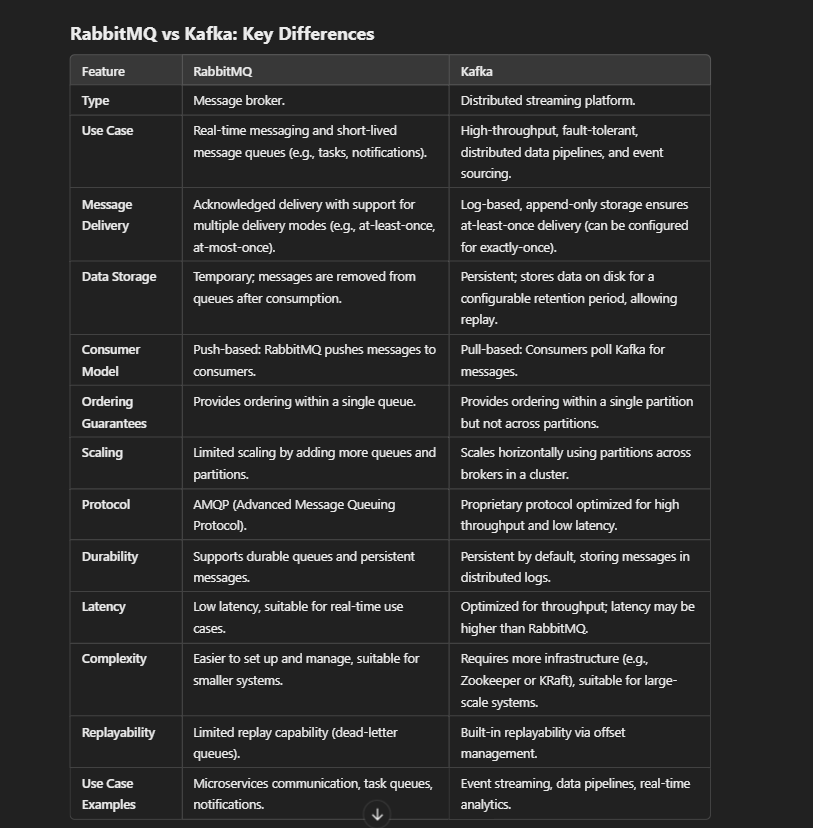 RabbitMQ vs Kafka: Key Differences
Feature RabbitMQ Kafka
Type Message broker. Distributed streaming platform.
Use Case Real-time messaging and short-lived High-throughput, fault-tolerant,
message queues (e.g., tasks, notifications). distributed data pipelines, and event
sourcing.
Message Acknowledged delivery with support for Log-based, append-only storage ensures
Delivery multiple delivery modes (e.g., at-least-once, at-least-once delivery (can be configured
at-most-once). for exactly-once).
Data Storage Temporary; messages are removed from Persistent; stores data on disk for a
queues after consumption. configurable retention period, allowing
replay.
Consumer Push-based: RabbitMQ pushes messages to Pull-based: Consumers poll Kafka for
Model consumers. messages.
Ordering Provides ordering within a single queue. Provides ordering within a single partition
Guarantees but not across partitions.
Scaling Limited scaling by adding more queues and Scales horizontally using partitions across
partitions. brokers in a cluster.
Protocol AMQP (Advanced Message Queuing Proprietary protocol optimized for high
Protocol). throughput and low latency.
Durability Supports durable queues and persistent Persistent by default, storing messages in
messages. distributed logs.
Latency Low latency, suitable for real-time use Optimized for throughput; latency may be
cases. higher than RabbitMQ.
Complexity Easier to set up and manage, suitable for Requires more infrastructure (e.g.,
smaller systems. Zookeeper or KRaft), suitable for large-
scale systems.
Replayability Limited replay capability (dead-letter Built-in replayability via offset
queues). management.
Use Case Microservices communication, task queues, Event streaming, data pipelines, real-time
Examples notifications. analytics.